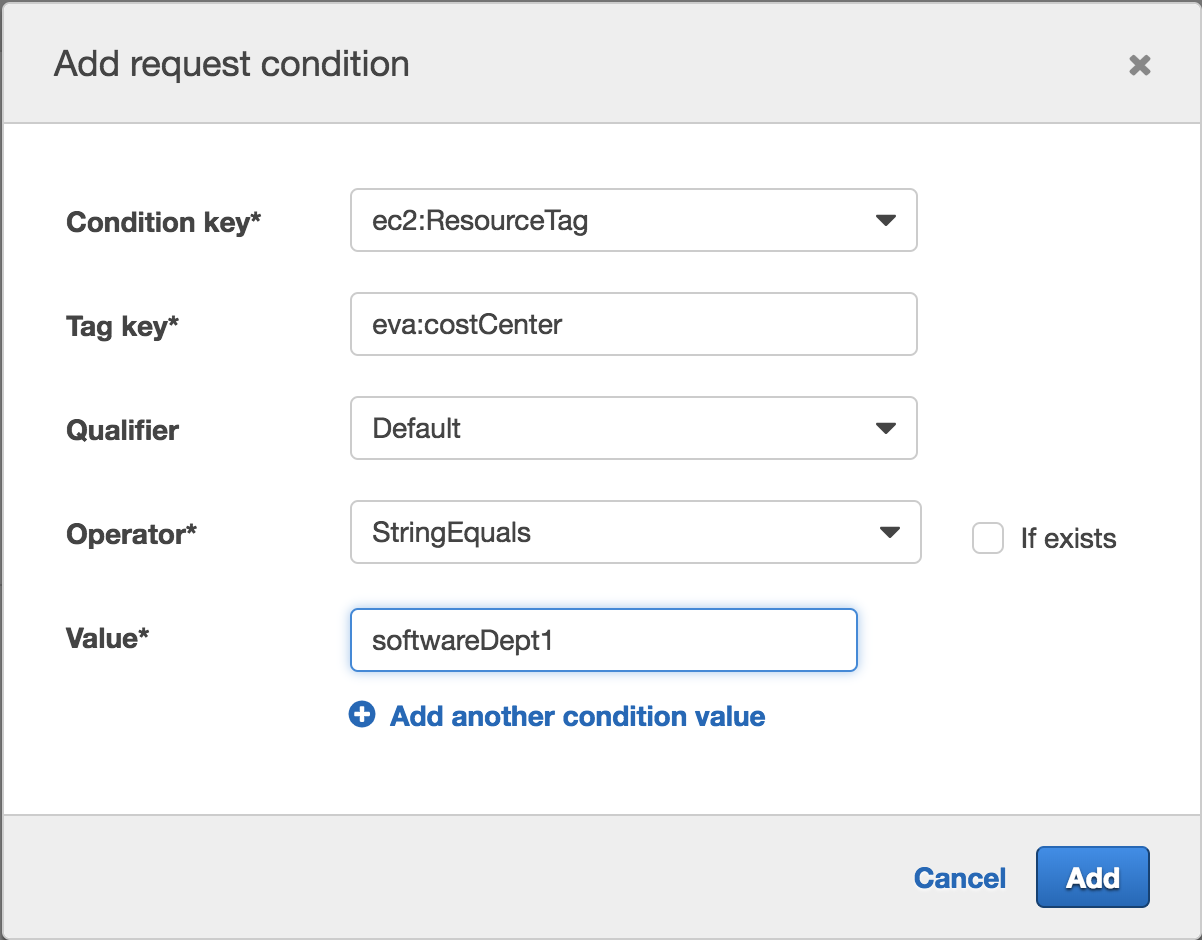 Add request condition
Condition key*
ec2:ResourceTag
Tag key*
eva:costCenter
Qualifier
Default
Operator*
StringEquals
If exists
Value*
softwareDept1
Add another condition value
Cancel
Add